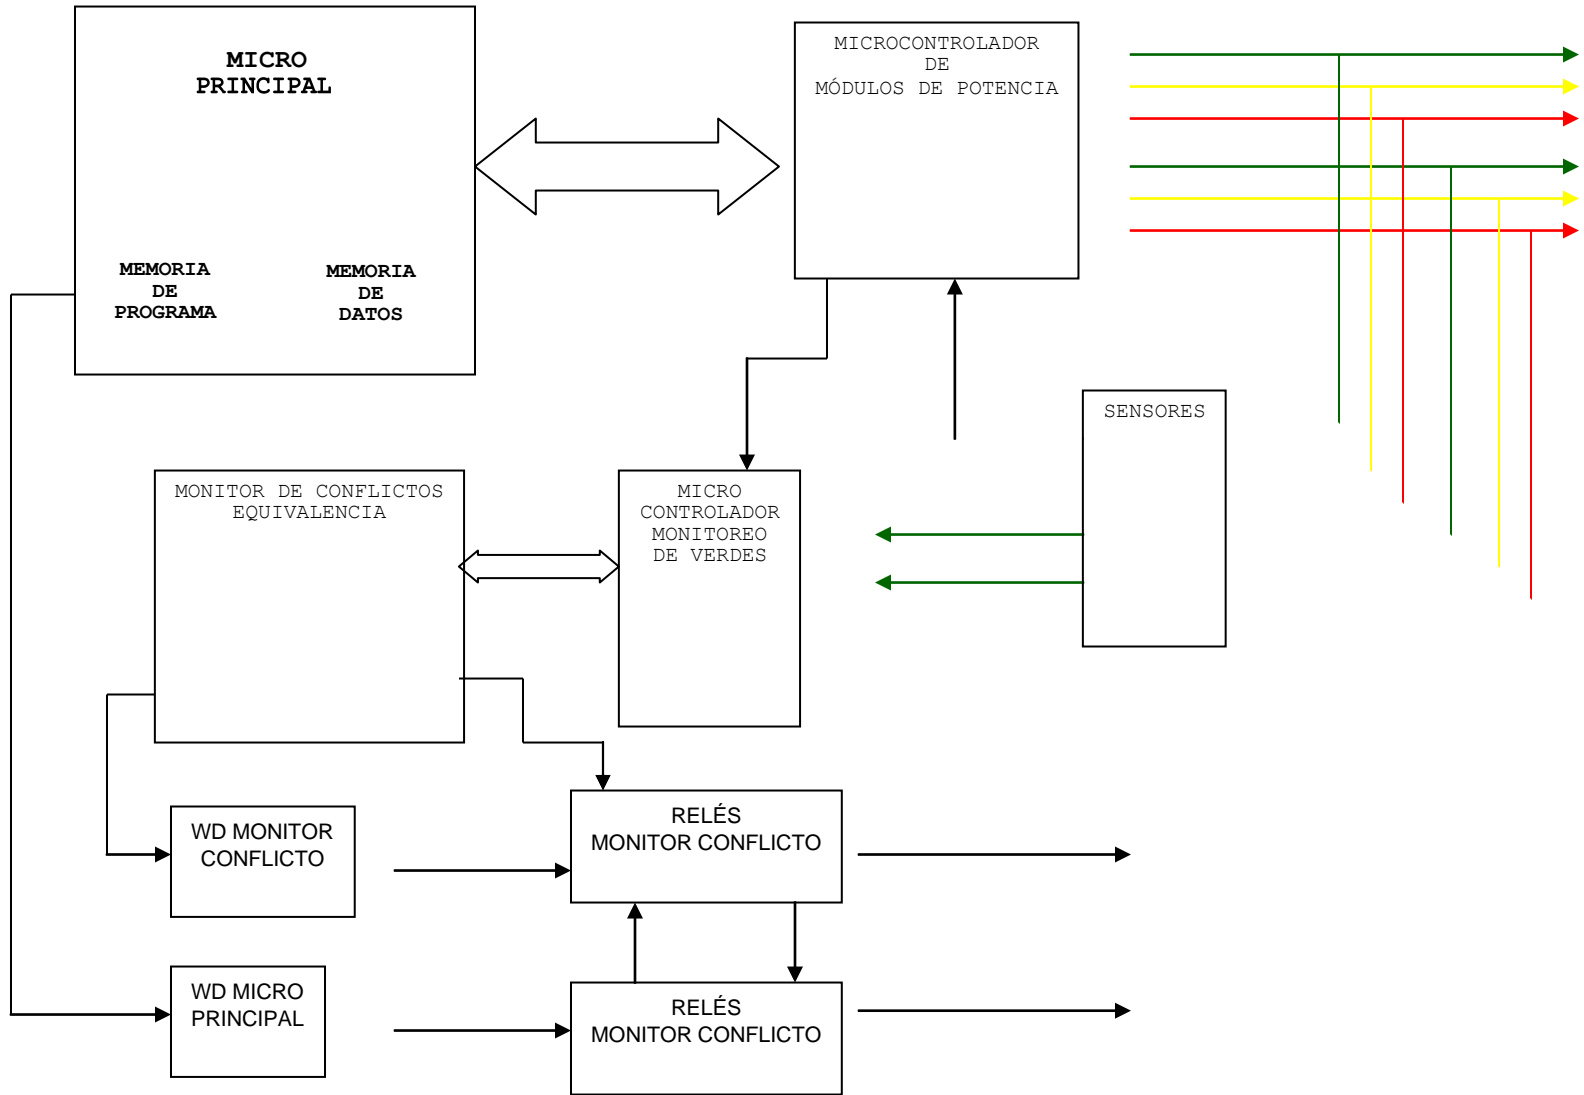 MICRO
PRINCIPAL
MEMORIA
DE
PROGRAMA
MEMORIA
DE
DATOS
MICROCONTROLADOR
DE
MÓDULOS DE POTENCIA
SENSORES
MONITOR DE CONFLICTOS
EQUIVALENCIA
MICRO
CONTROLADOR
MONITOREO
DE VERDES
WD MONITOR
CONFLICTO
RELÉS
MONITOR CONFLICTO
WD MICRO
PRINCIPAL
RELÉS
MONITOR CONFLICTO